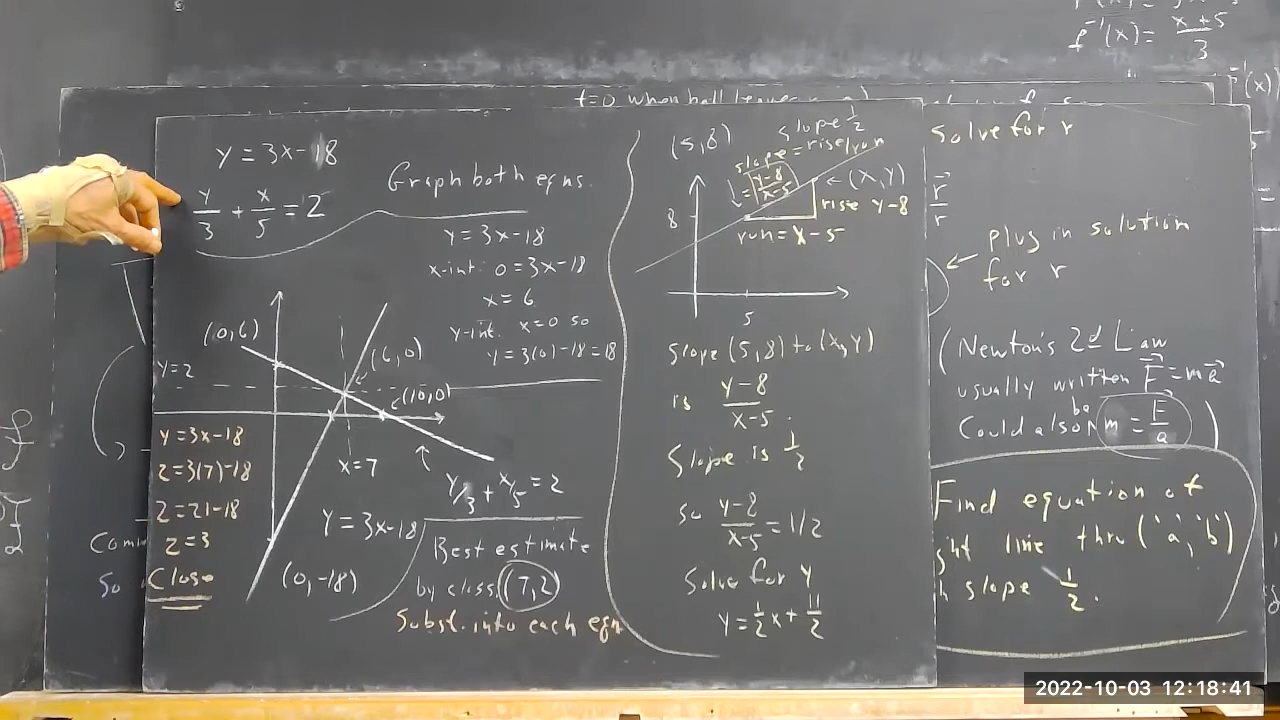 f⁻¹(x) = x+5/3
t=0 when ball leaves
y = 3x-18
y/3 + x/5 = 2
Graph both eqns.
y = 3x-18
x-int: 0 = 3x-18
x = 6
y-int. x=0 so
y = 3(0)-18 = 18
(0,6)
(6,0)
(10,0)
y=2
x=7
y = 3x-18
2=3(7)-18
2=21-18
2=3
Close
y/3 + x/5 = 2
y = 3x-18
(0,-18)
Best estimate
by class: (7,2)
Subst. into each eqn
(5,8)
slope 1/2
slope = rise/run
= y-8/x-5
(x,y)
rise y-8
run = x-5
8
5
Slope (5,8) to (x,y)
is y-8/x-5.
Slope is 1/2
so y-8/x-5 = 1/2
Solve for y
y = 1/2 x + 11/2
Solve for r
r/r
plug in solution
for r
(Newton's 2d Law
usually written F = ma
Could also be m = F/a)
Find equation of
line thru ('a', 'b')
slope 1/2.
Com
So
2022-10-03 12:18:41